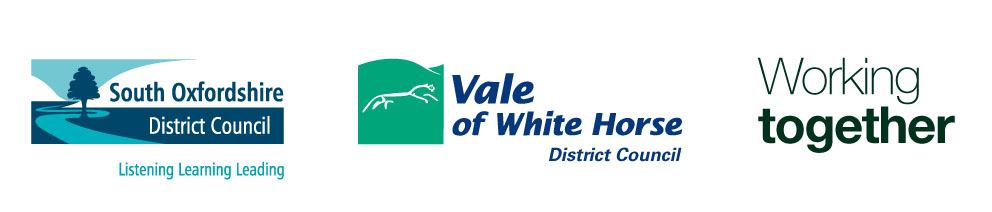 South Oxfordshire
District Council
Listening Learning Leading
Vale
of White Horse
District Council
Working
together